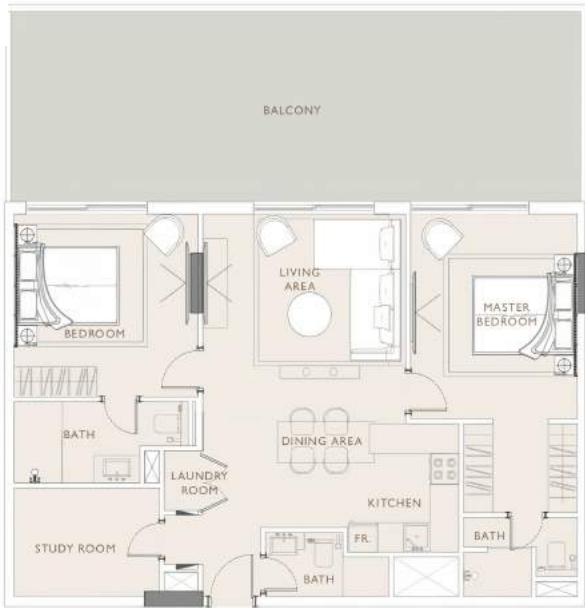 BALCONY
LIVING
AREA
BEDROOM
MASTER
BEDROOM
BATH
DINING AREA
LAUNDRY
ROOM
KITCHEN
STUDY ROOM
FR.
BATH
BATH